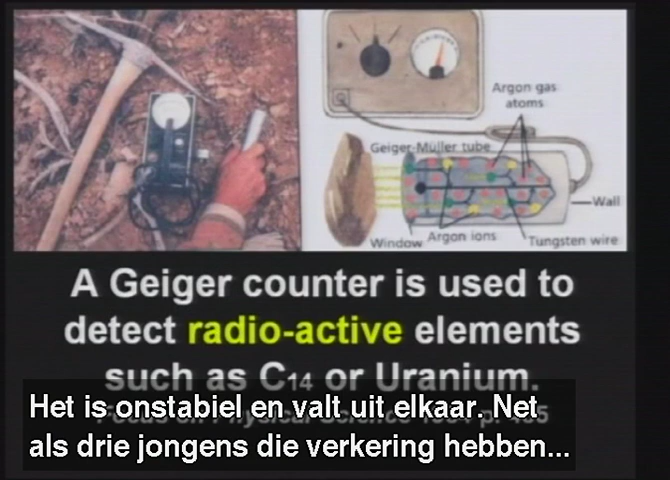 Argon gas
atoms
Geiger-Müller tube
Wall
Window Argon ions Tungsten wire
A Geiger counter is used to
detect radio-active elements
such as C14 or Uranium.
Het is onstabiel en valt uit elkaar. Net
als drie jongens die verkering hebben...